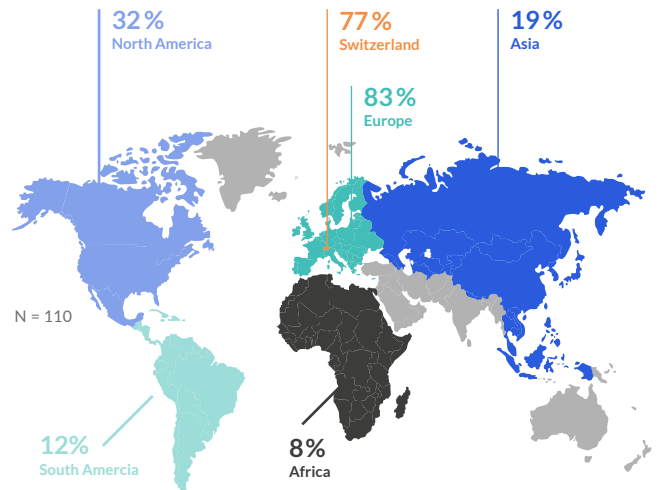 32 %
North America
77 %
Switzerland
19 %
Asia
83 %
Europe
N = 110
12%
South Amercia
8%
Africa